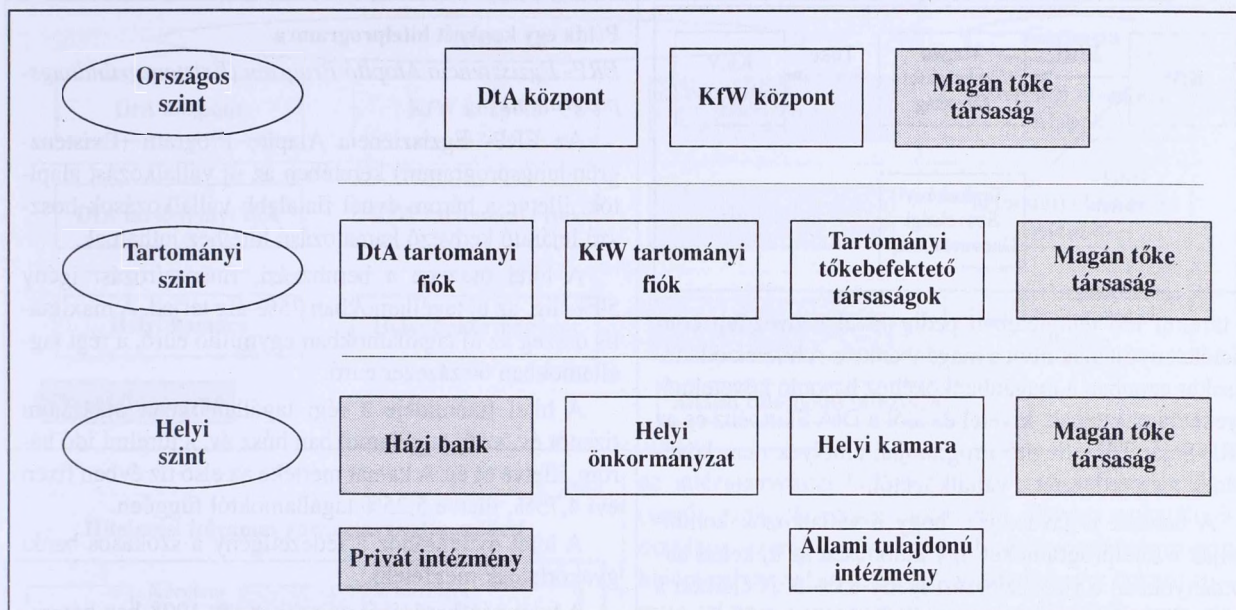 Országos
szint
DtA központ
KfW központ
Magán tőke
társaság
Tartományi
szint
DtA tartományi
fiók
KfW tartományi
fiók
Tartományi
tőkebefektető
társaságok
Magán tőke
társaság
Helyi
szint
Házi bank
Helyi
önkormányzat
Helyi kamara
Magán tőke
társaság
Privát intézmény
Állami tulajdonú
intézmény